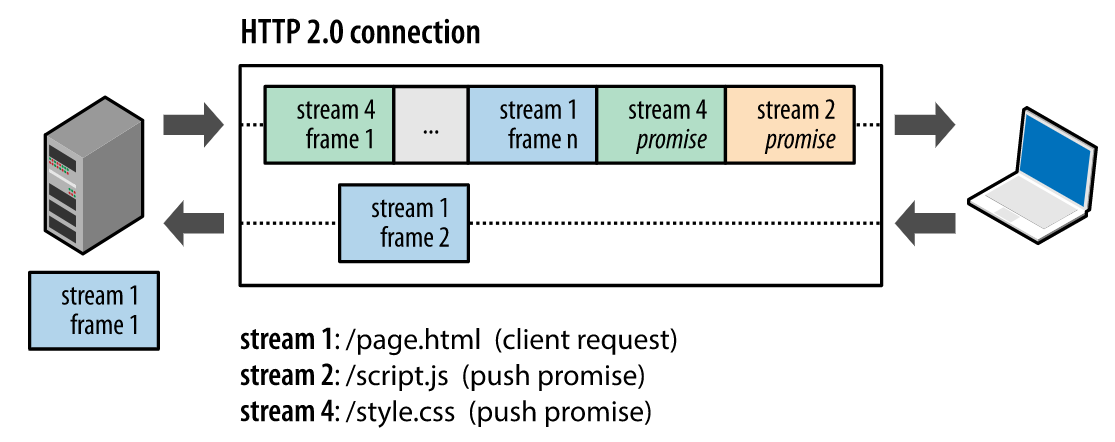 HTTP 2.0 connection
stream 4
frame 1
...
stream 1
frame n
stream 4
promise
stream 2
promise
stream 1
frame 2
stream 1
frame 1
stream 1: /page.html (client request)
stream 2: /script.js (push promise)
stream 4: /style.css (push promise)